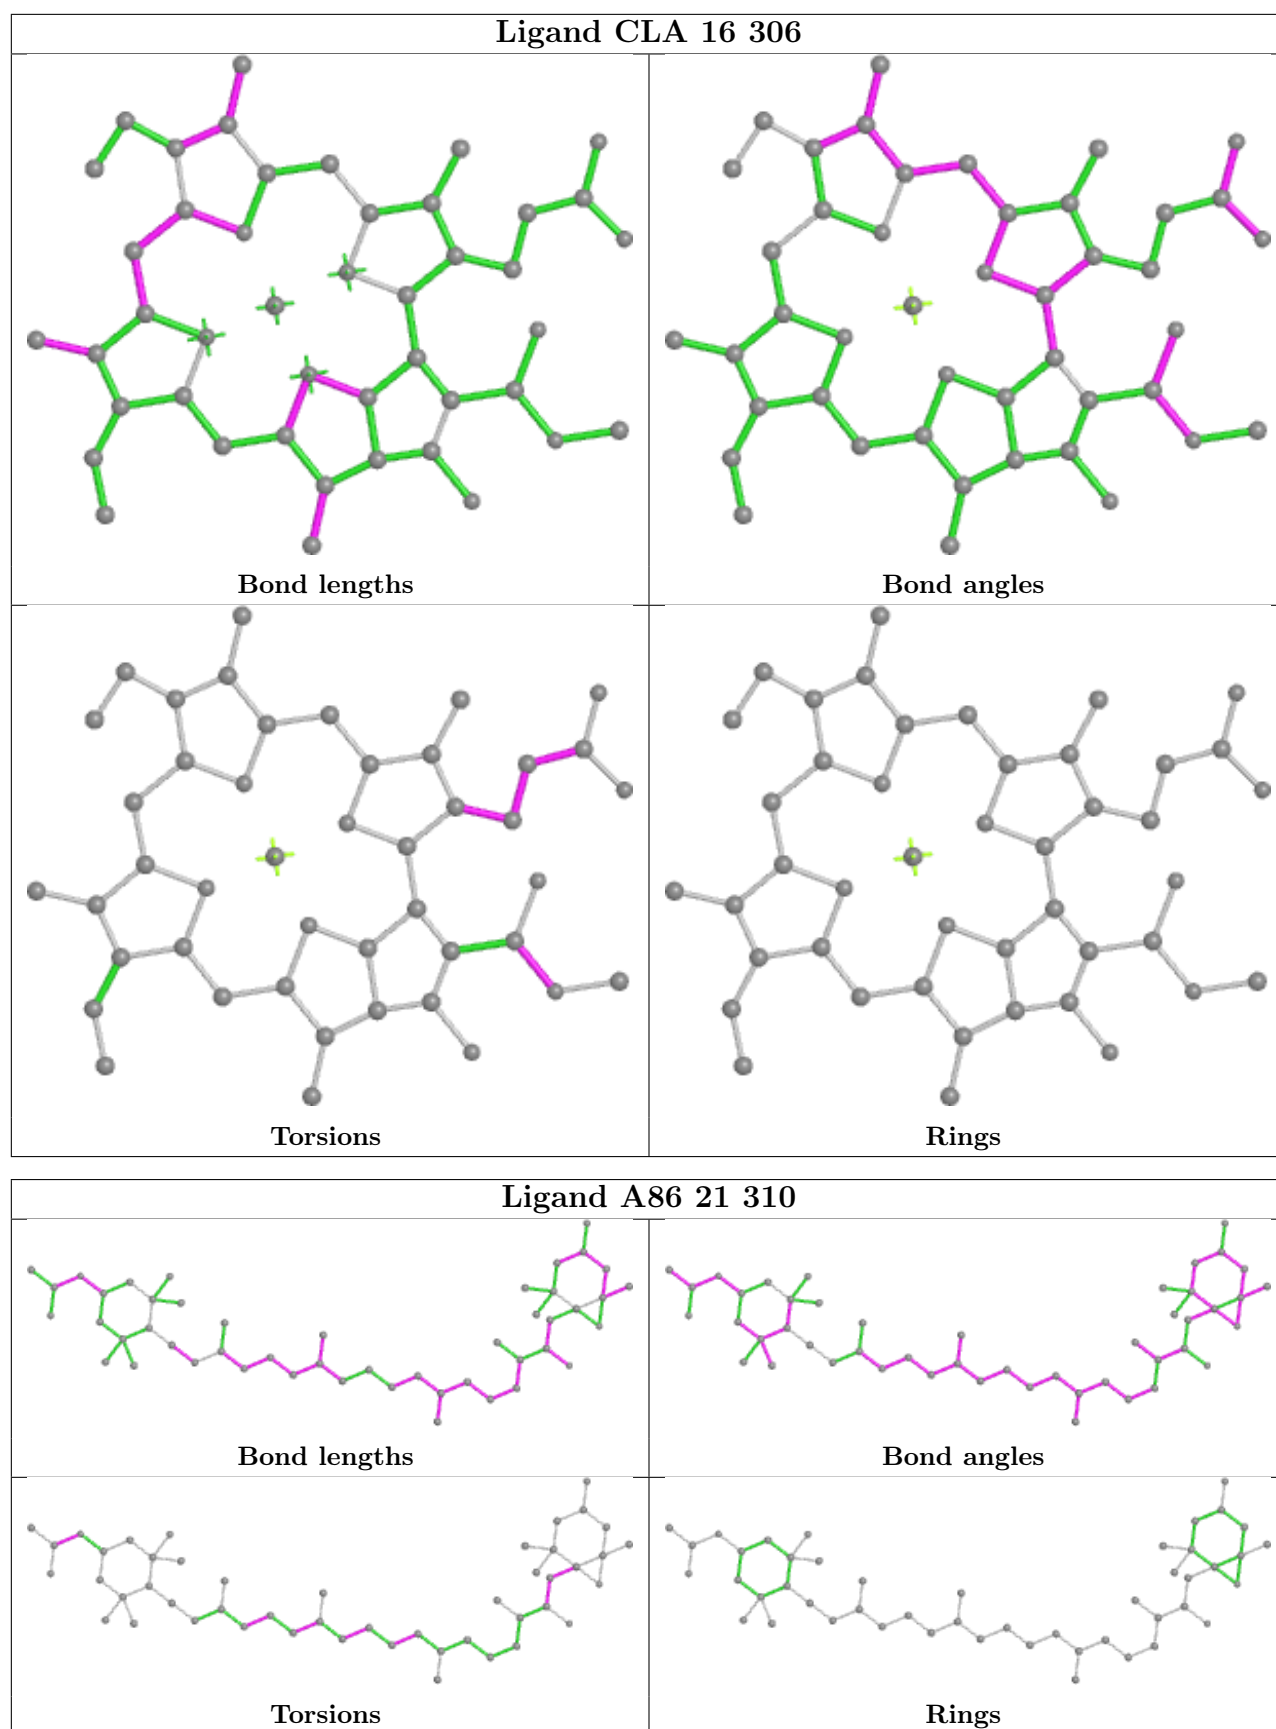 Ligand CLA 16 306
Bond lengths
Bond angles
Torsions
Rings
Ligand A86 21 310
Bond lengths
Bond angles
Torsions
Rings